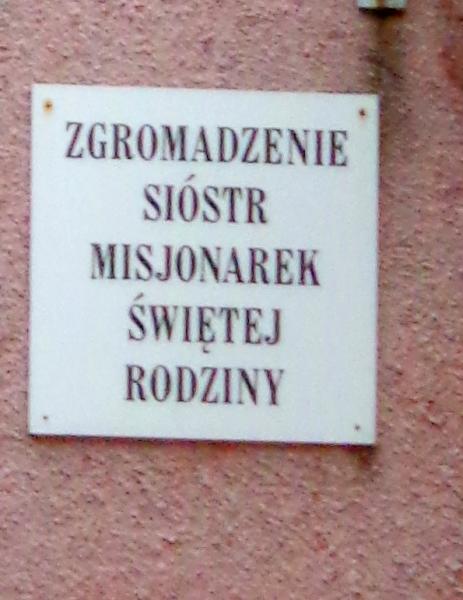 ZGROMADZENIE
SIÓSTR
MISJONAREK
ŚWIĘTEJ
RODZINY